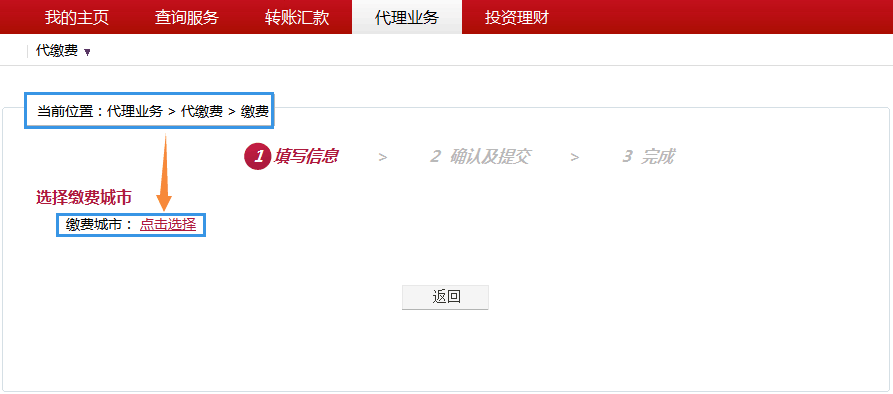 我的主页 查询服务 转账汇款 代理业务 投资理财
代缴费
当前位置：代理业务 > 代缴费 > 缴费
1 填写信息 > 2 确认及提交 > 3 完成
选择缴费城市
缴费城市： 点击选择
返回